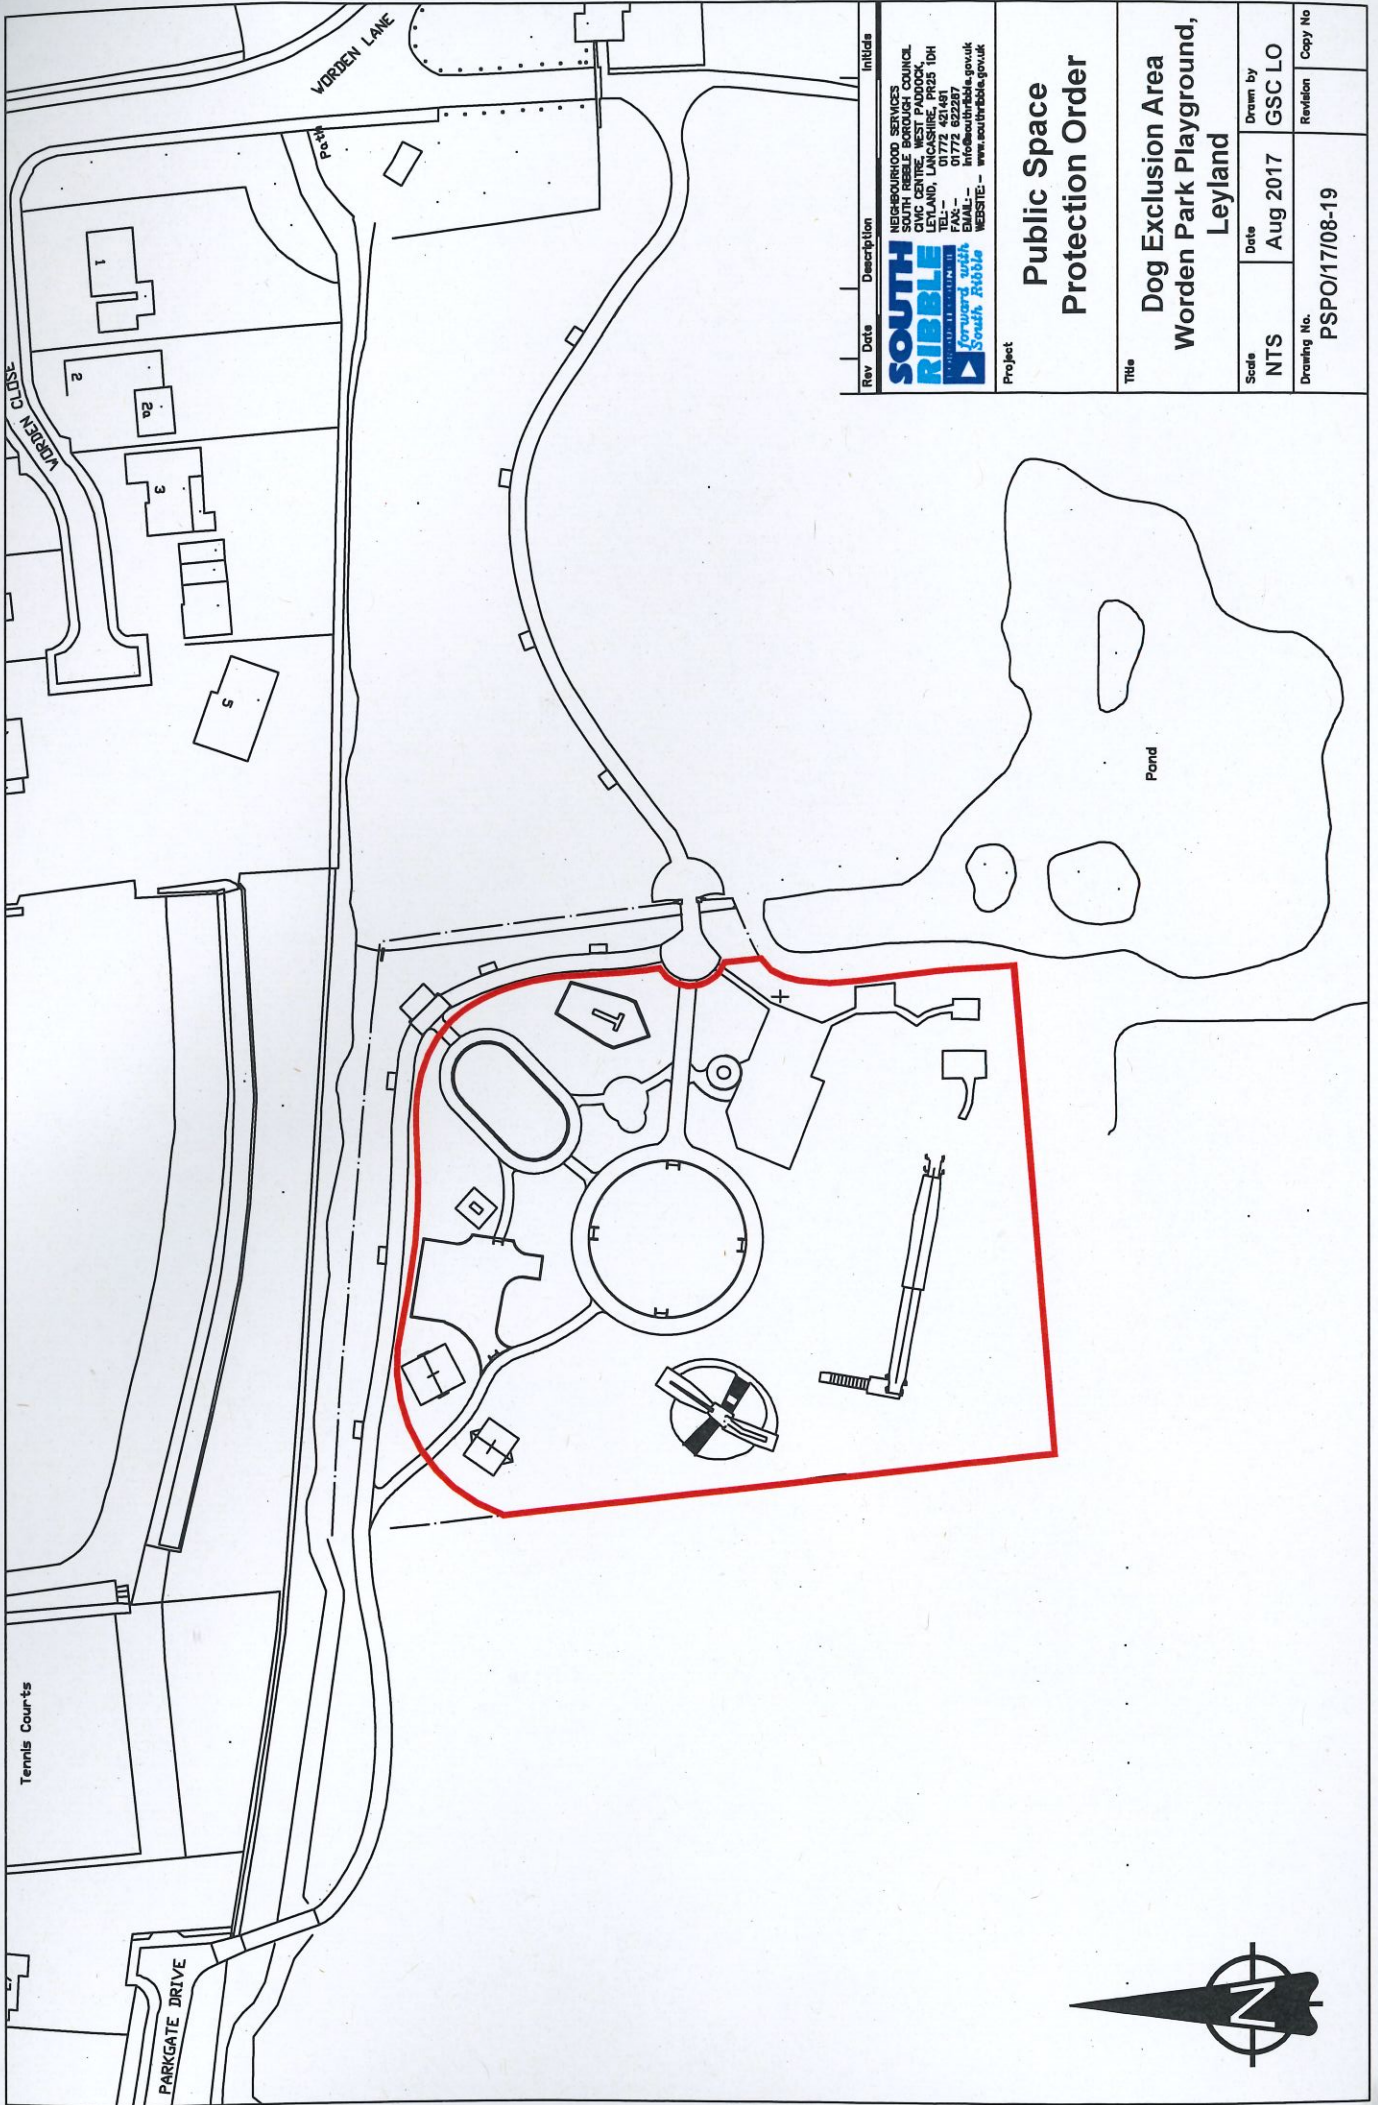 WORDEN LANE
Path
WORDEN CLOSE
1
2
2a
3
5
Tennis Courts
PARKGATE DRIVE
Pond
N
Rev Date Description Initials
SOUTH
RIBBLE
forward with
South Ribble
NEIGHBOURHOOD SERVICES
SOUTH RIBBLE BOROUGH COUNCIL
CIVIC CENTRE, WEST PADDOCK,
LEYLAND, LANCASHIRE, PR25 1DH
TEL:- 01772 421491
FAX:- 01772 622287
EMAIL:- info@southribble.gov.uk
WEBSITE:- www.southribble.gov.uk
Project
Public Space
Protection Order
Title
Dog Exclusion Area
Worden Park Playground,
Leyland
Scale Date Drawn by
NTS Aug 2017 GSC LO
Drawing No. Revision Copy No
PSPO/17/08-19